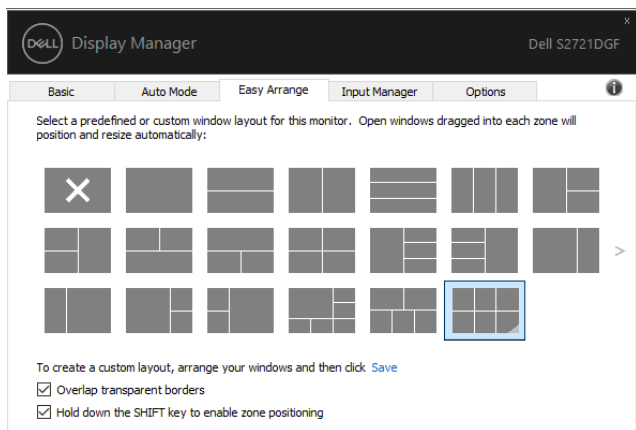 x
DELL Display Manager Dell S2721DGF
Basic Auto Mode Easy Arrange Input Manager Options i
Select a predefined or custom window layout for this monitor. Open windows dragged into each zone will
position and resize automatically:
>
To create a custom layout, arrange your windows and then click Save
Overlap transparent borders
Hold down the SHIFT key to enable zone positioning